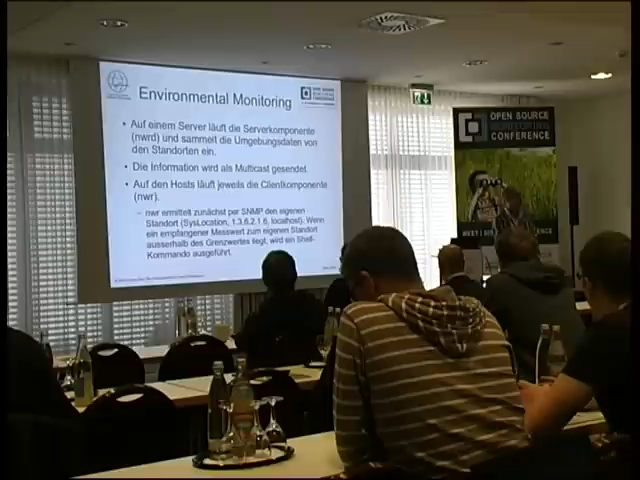 Environmental Monitoring
• Auf einem Server läuft die Serverkomponente
(nwrd) und sammelt die Umgebungsdaten von
den Standorten ein.
• Die Information wird als Multicast gesendet.
• Auf den Hosts läuft jeweils die Clientkomponente
(nwr).
– nwr ermittelt zunächst per SNMP den eigenen
Standort (SysLocation, 1.3.6.2.1.6, localhost). Wenn
ein empfangener Messwert zum eigenen Standort
ausserhalb des Grenzwertes liegt, wird ein Shell-
Kommando ausgeführt.
OPEN SOURCE
MONITORING
CONFERENCE